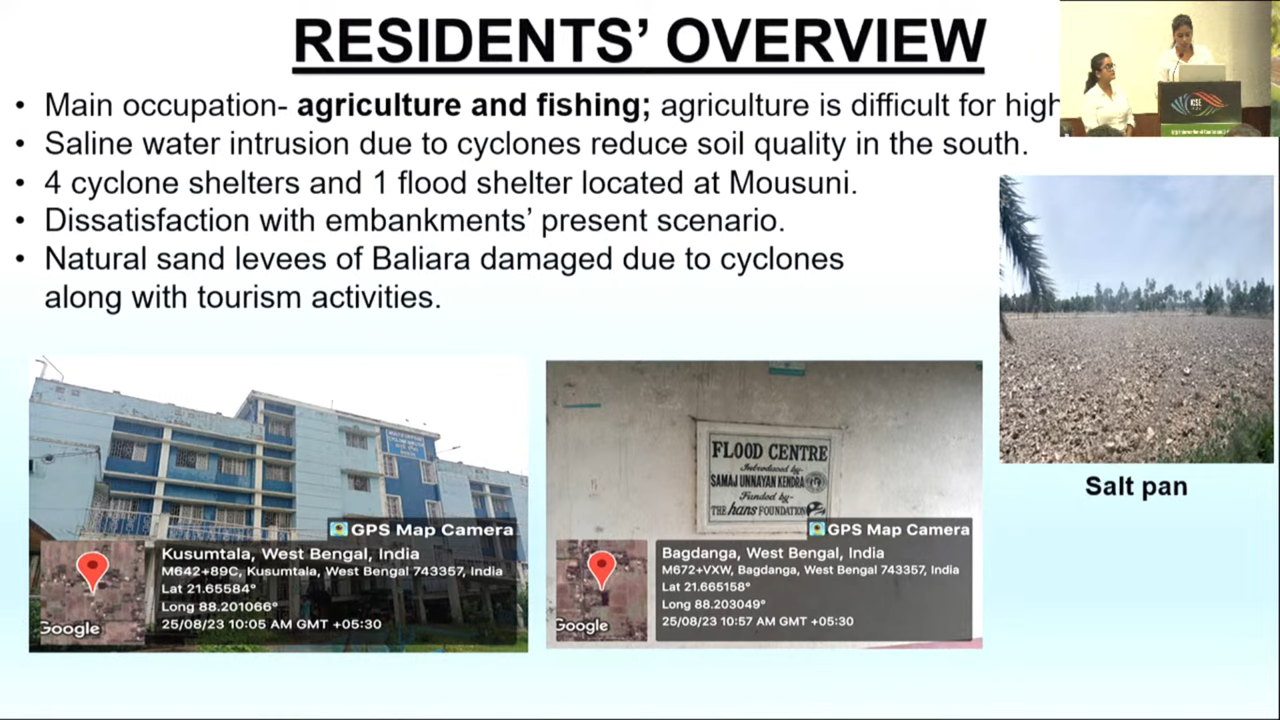 RESIDENTS’ OVERVIEW
• Main occupation- agriculture and fishing; agriculture is difficult for high
• Saline water intrusion due to cyclones reduce soil quality in the south.
• 4 cyclone shelters and 1 flood shelter located at Mousuni.
• Dissatisfaction with embankments’ present scenario.
• Natural sand levees of Baliara damaged due to cyclones
along with tourism activities.
Salt pan
GPS Map Camera
Kusumtala, West Bengal, India
M642+89C, Kusumtala, West Bengal 743357, India
Lat 21.65584°
Long 88.201066°
25/08/23 10:05 AM GMT +05:30
Google
FLOOD CENTRE
Introduced by-
SAMAJ UNNAYAN KENDRA
Funded by-
THE hans FOUNDATION
GPS Map Camera
Bagdanga, West Bengal, India
M672+VXW, Bagdanga, West Bengal 743357, India
Lat 21.665158°
Long 88.203049°
25/08/23 10:57 AM GMT +05:30
Google